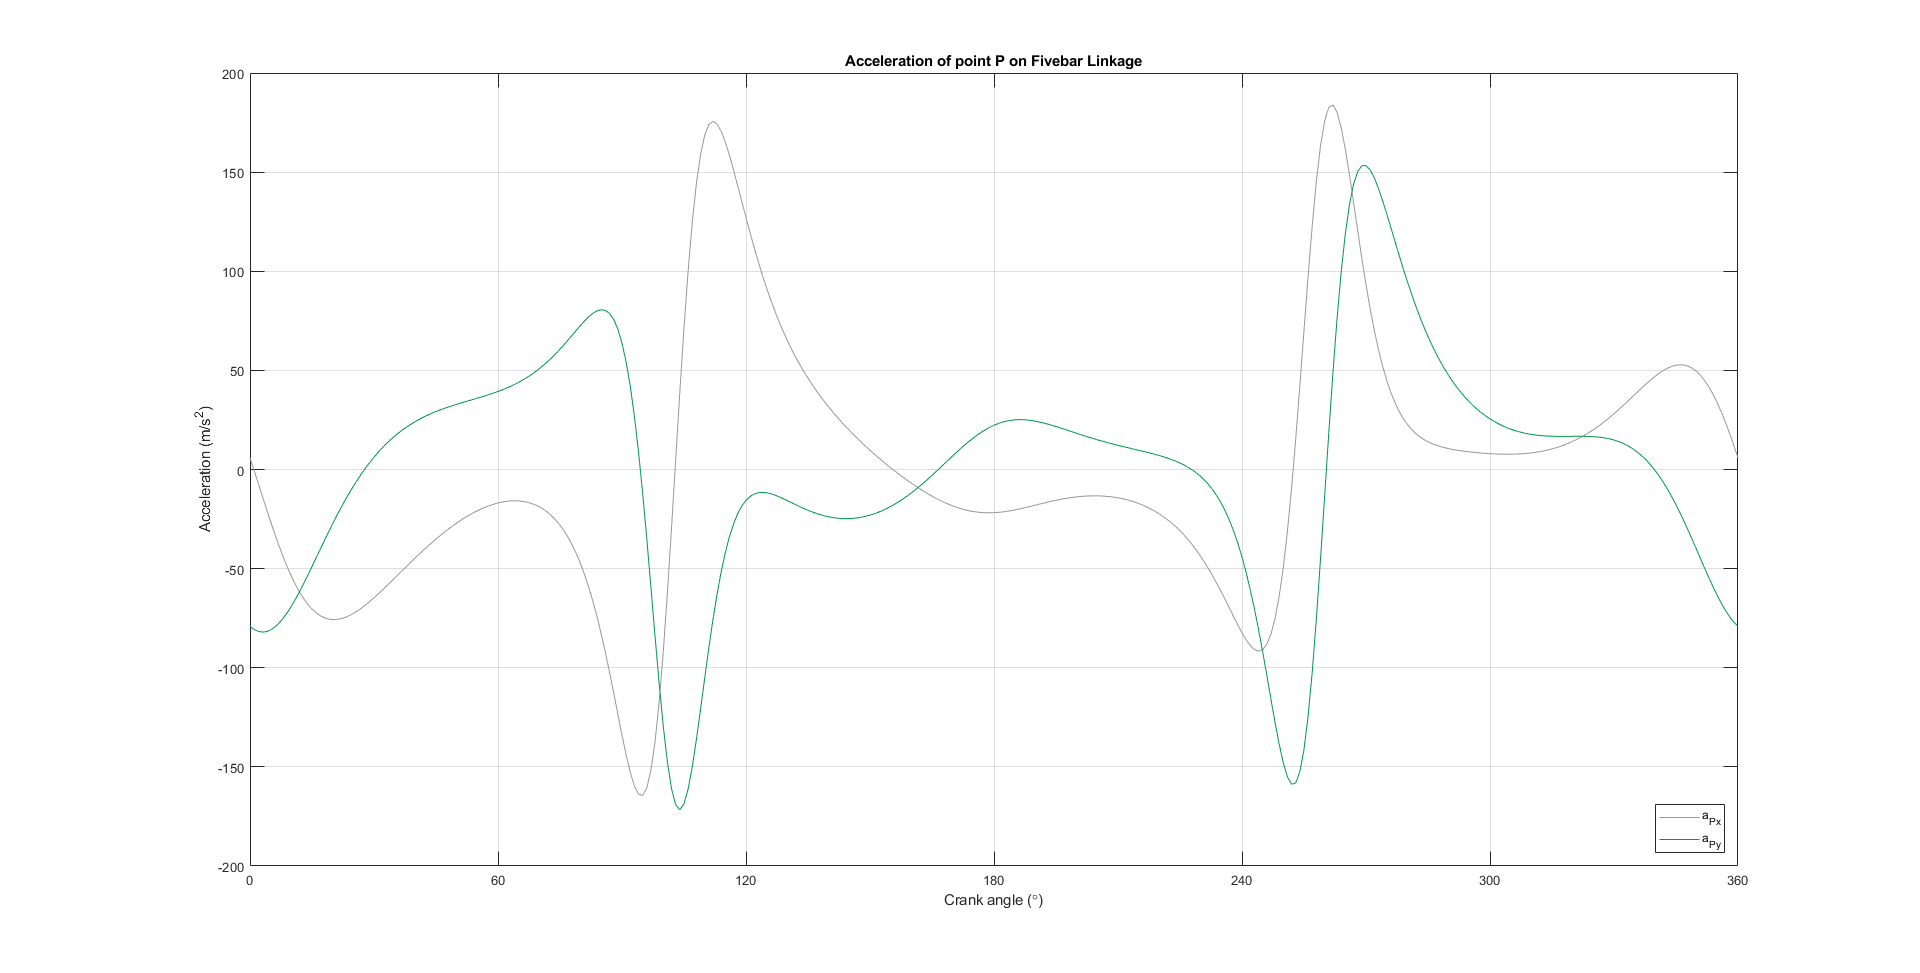 Acceleration of point P on Fivebar Linkage
200
150
100
50
0
-50
-100
-150
-200
Acceleration (m/s²)
0 60 120 180 240 300 360
Crank angle (°)
aPx
aPy